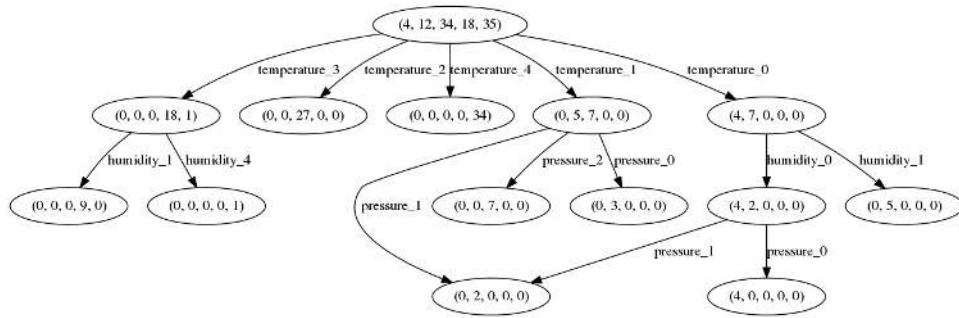 (4, 12, 34, 18, 35)
temperature_3
temperature_2
temperature_4
temperature_1
temperature_0
(0, 0, 0, 18, 1)
(0, 0, 27, 0, 0)
(0, 0, 0, 0, 34)
(0, 5, 7, 0, 0)
(4, 7, 0, 0, 0)
humidity_1
humidity_4
pressure_2
pressure_0
humidity_0
humidity_1
(0, 0, 0, 9, 0)
(0, 0, 0, 0, 1)
pressure_1
(0, 0, 7, 0, 0)
(0, 3, 0, 0, 0)
(4, 2, 0, 0, 0)
(0, 5, 0, 0, 0)
pressure_1
pressure_0
(0, 2, 0, 0, 0)
(4, 0, 0, 0, 0)